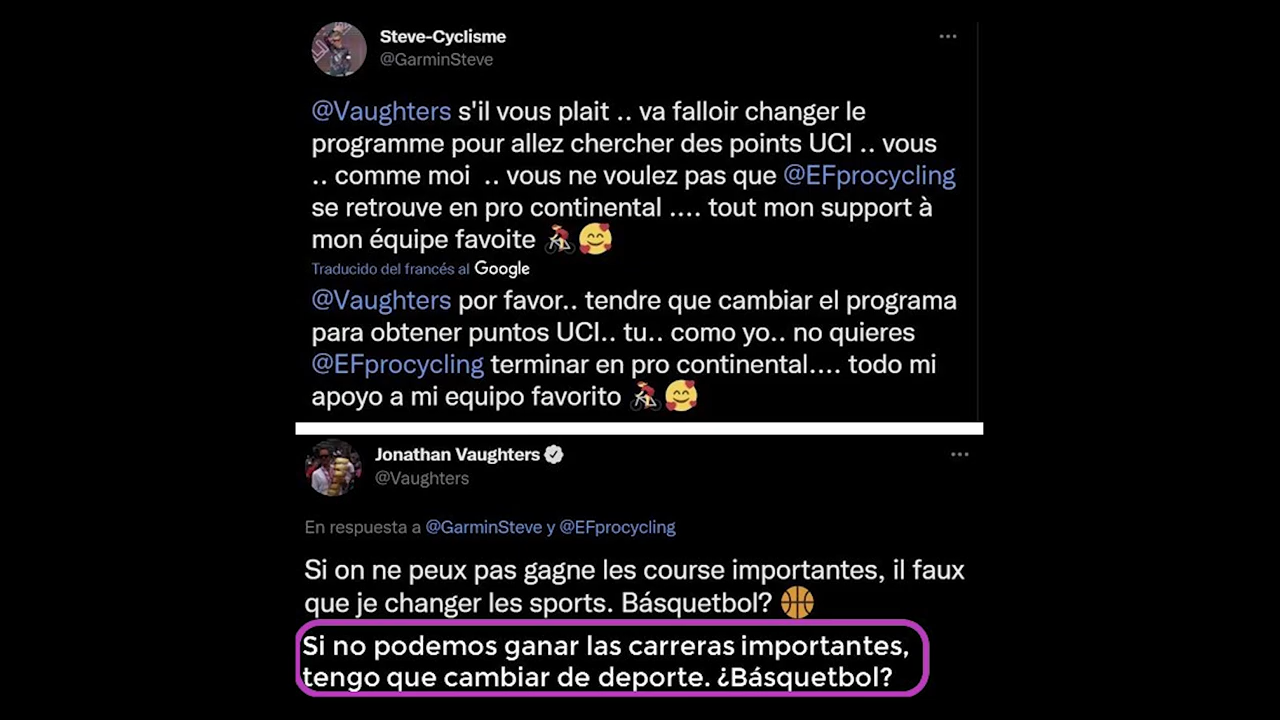 Steve-Cyclisme
@GarminSteve
@Vaughters s'il vous plait .. va falloir changer le
programme pour allez chercher des points UCI .. vous
.. comme moi .. vous ne voulez pas que @EFprocycling
se retrouve en pro continental .... tout mon support à
mon équipe favoite 🚴🥰
Traducido del francés al Google
@Vaughters por favor.. tendre que cambiar el programa
para obtener puntos UCI.. tu.. como yo.. no quieres
@EFprocycling terminar en pro continental.... todo mi
apoyo a mi equipo favorito 🚴🥰
Jonathan Vaughters
@Vaughters
En respuesta a @GarminSteve y @EFprocycling
Si on ne peux pas gagne les course importantes, il faux
que je changer les sports. Básquetbol? 🏀
Si no podemos ganar las carreras importantes,
tengo que cambiar de deporte. ¿Básquetbol?